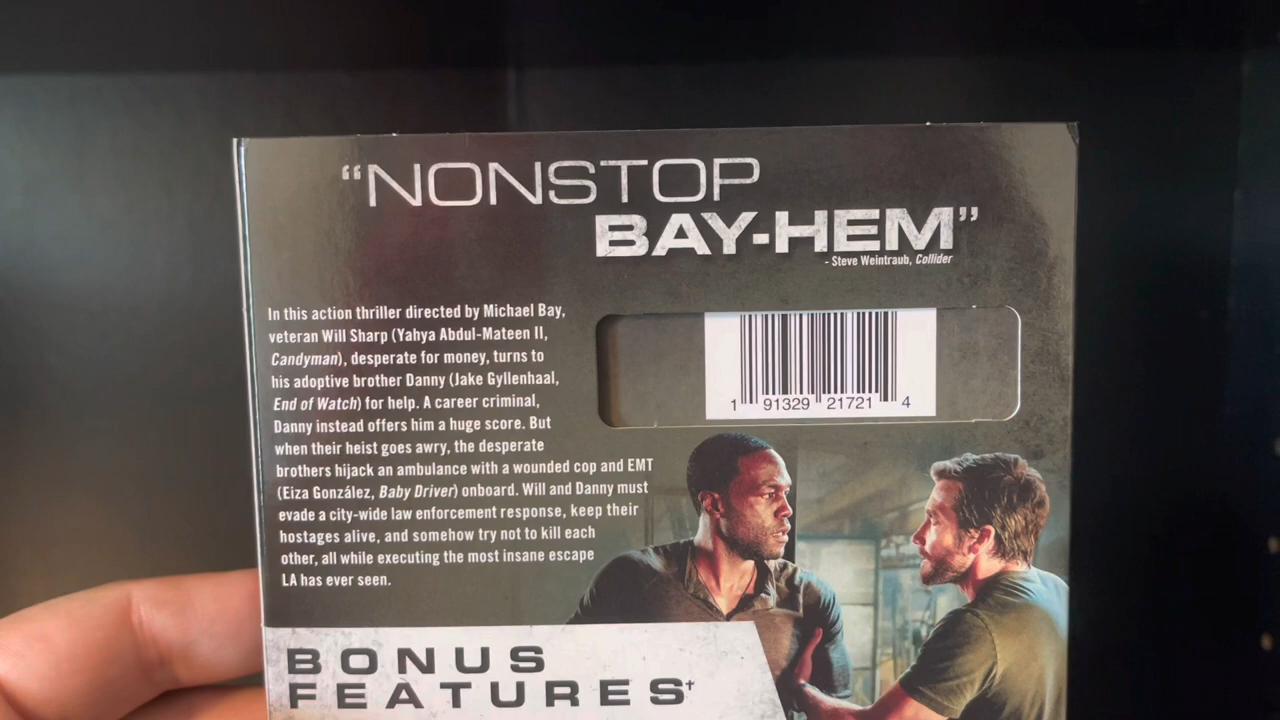 “NONSTOP
BAY-HEM”
- Steve Weintraub, Collider
In this action thriller directed by Michael Bay,
veteran Will Sharp (Yahya Abdul-Mateen II,
Candyman), desperate for money, turns to
his adoptive brother Danny (Jake Gyllenhaal,
End of Watch) for help. A career criminal,
Danny instead offers him a huge score. But
when their heist goes awry, the desperate
brothers hijack an ambulance with a wounded cop and EMT
(Eiza González, Baby Driver) onboard. Will and Danny must
evade a city-wide law enforcement response, keep their
hostages alive, and somehow try not to kill each
other, all while executing the most insane escape
LA has ever seen.
1 91329 21721 4
BONUS
FEATURES†